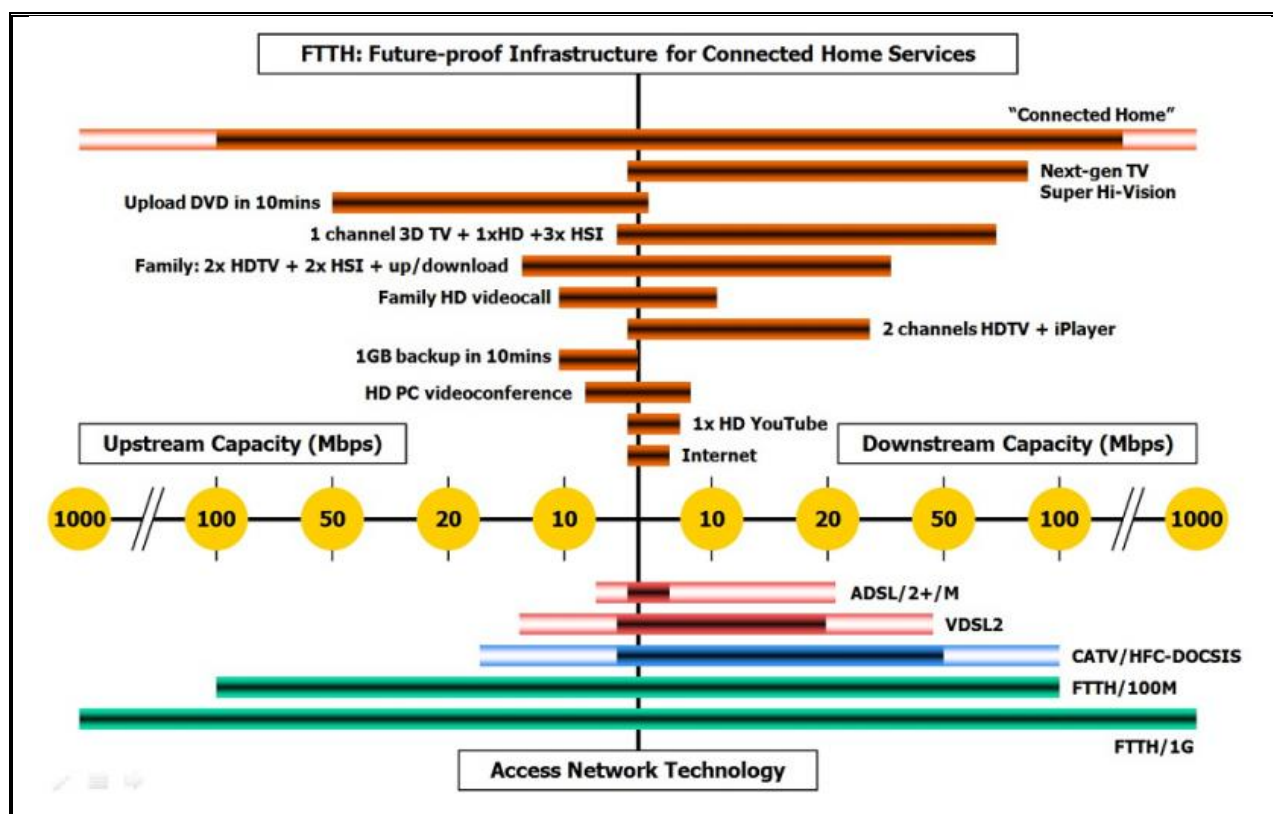 FTTH: Future-proof Infrastructure for Connected Home Services
"Connected Home"
Next-gen TV
Super Hi-Vision
Upload DVD in 10mins
1 channel 3D TV + 1xHD +3x HSI
Family: 2x HDTV + 2x HSI + up/download
Family HD videocall
2 channels HDTV + iPlayer
1GB backup in 10mins
HD PC videoconference
1x HD YouTube
Upstream Capacity (Mbps)
Downstream Capacity (Mbps)
Internet
1000 100 50 20 10 10 20 50 100 1000
ADSL/2+/M
VDSL2
CATV/HFC-DOCSIS
FTTH/100M
FTTH/1G
Access Network Technology